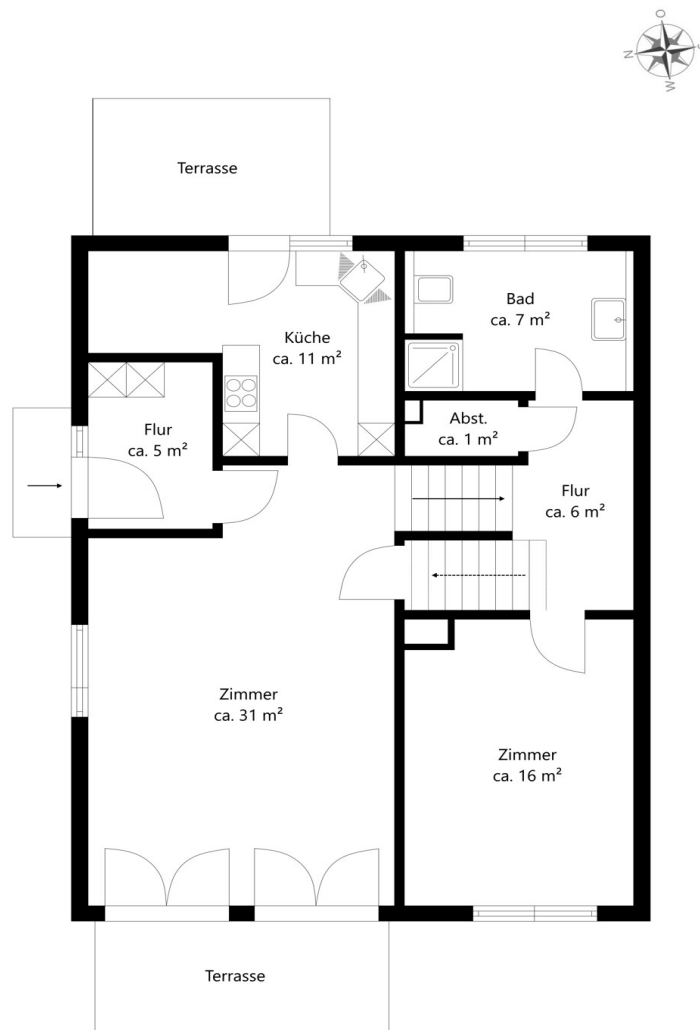 O
N
W
Terrasse
Bad
ca. 7 m²
Küche
ca. 11 m²
Abst.
ca. 1 m²
Flur
ca. 5 m²
Flur
ca. 6 m²
Zimmer
ca. 31 m²
Zimmer
ca. 16 m²
Terrasse